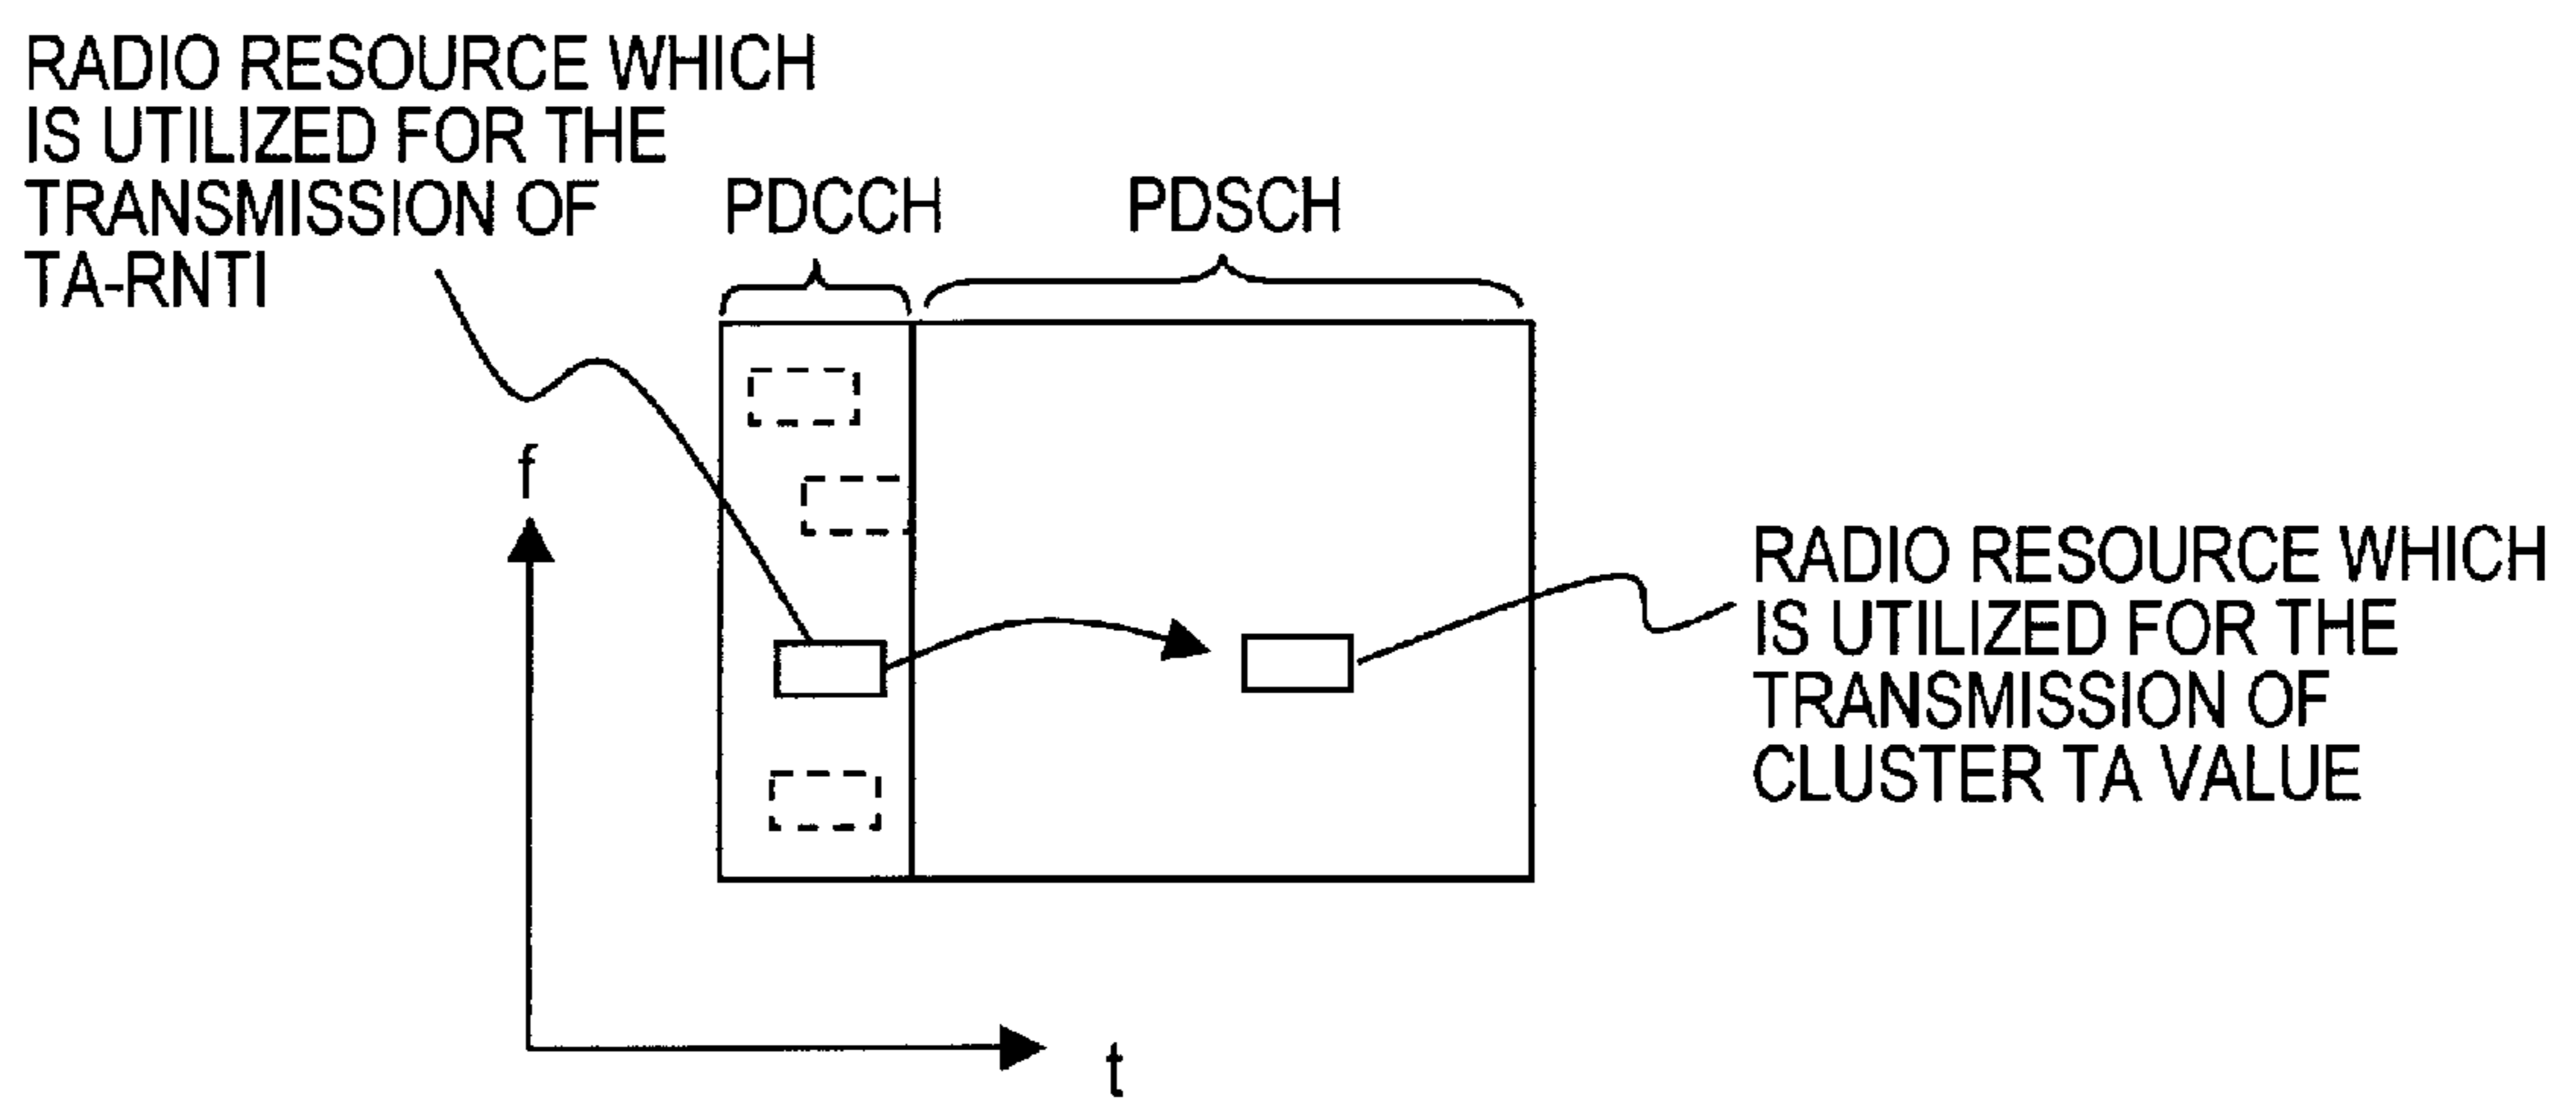 RADIO RESOURCE WHICH
IS UTILIZED FOR THE
TRANSMISSION OF
TA-RNTI
PDCCH
PDSCH
f
RADIO RESOURCE WHICH
IS UTILIZED FOR THE
TRANSMISSION OF
CLUSTER TA VALUE
t